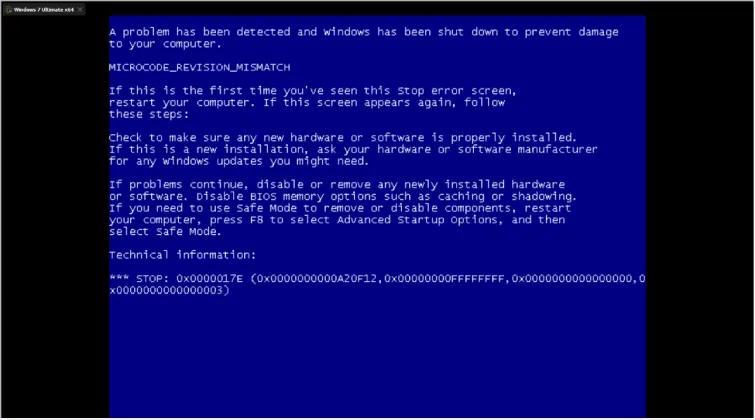 Windows 7 Ultimate x64
A problem has been detected and Windows has been shut down to prevent damage
to your computer.
MICROCODE_REVISION_MISMATCH
If this is the first time you've seen this Stop error screen,
restart your computer. If this screen appears again, follow
these steps:
Check to make sure any new hardware or software is properly installed.
If this is a new installation, ask your hardware or software manufacturer
for any Windows updates you might need.
If problems continue, disable or remove any newly installed hardware
or software. Disable BIOS memory options such as caching or shadowing.
If you need to use Safe Mode to remove or disable components, restart
your computer, press F8 to select Advanced Startup Options, and then
select Safe Mode.
Technical information:
*** STOP: 0x0000017E (0x0000000000A20F12,0x00000000FFFFFFFF,0x0000000000000000,0
x0000000000000003)